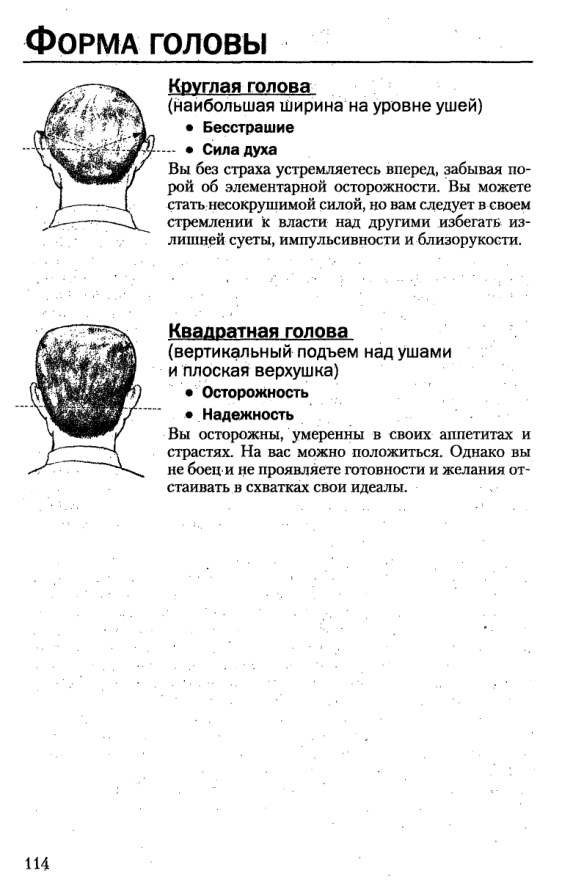 Форма головы
Круглая голова
(наибольшая ширина на уровне ушей)
• Бесстрашие
• Сила духа
Вы без страха устремляетесь вперед, забывая по-
рой об элементарной осторожности. Вы можете
стать несокрушимой силой, но вам следует в своем
стремлении к власти над другими избегать из-
лишней суеты, импульсивности и близорукости.
Квадратная голова
(вертикальный подъем над ушами
и плоская верхушка)
• Осторожность
• Надежность
Вы осторожны, умеренны в своих аппетитах и
страстях. На вас можно положиться. Однако вы
не боец и не проявляете готовности и желания от-
стаивать в схватках свои идеалы.
114